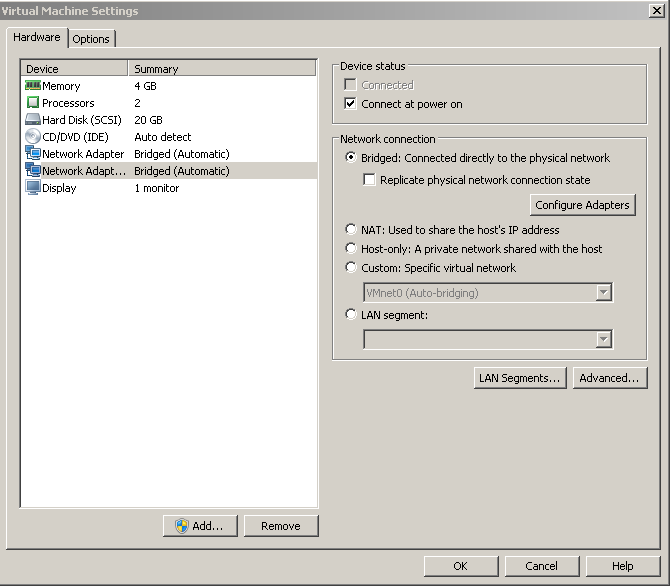 Virtual Machine Settings
Hardware Options
Device Summary
Memory 4 GB
Processors 2
Hard Disk (SCSI) 20 GB
CD/DVD (IDE) Auto detect
Network Adapter Bridged (Automatic)
Network Adapt... Bridged (Automatic)
Display 1 monitor
Add... Remove
Device status
Connected
Connect at power on
Network connection
Bridged: Connected directly to the physical network
Replicate physical network connection state
Configure Adapters
NAT: Used to share the host's IP address
Host-only: A private network shared with the host
Custom: Specific virtual network
VMnet0 (Auto-bridging)
LAN segment:
LAN Segments... Advanced...
OK Cancel Help